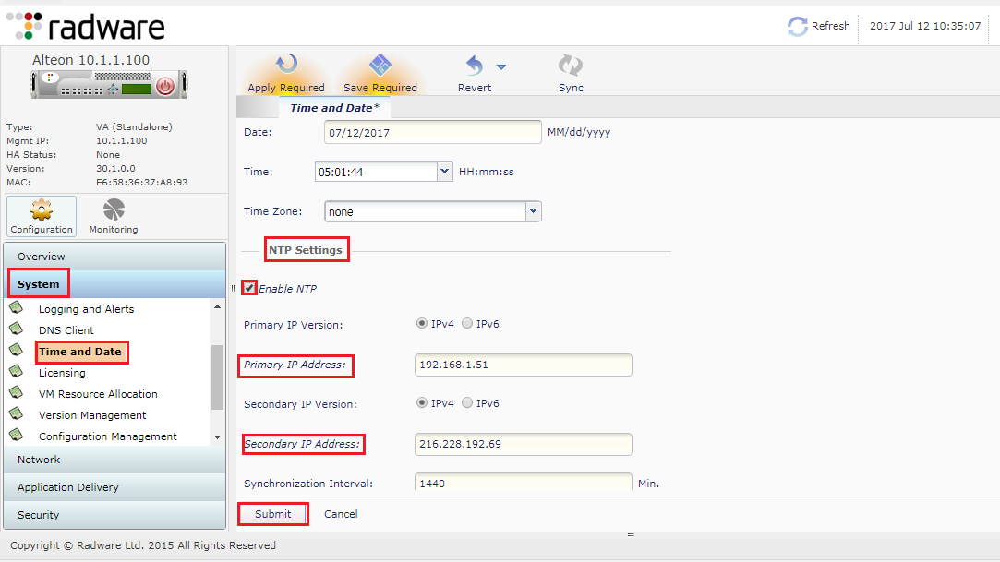 radware
Refresh
2017 Jul 12 10:35:07
Alteon 10.1.1.100
Type: VA (Standalone)
Mgmt IP: 10.1.1.100
HA Status: None
Version: 30.1.0.0
MAC: E6:58:36:37:A8:93
Configuration
Monitoring
Overview
System
Logging and Alerts
DNS Client
Time and Date
Licensing
VM Resource Allocation
Version Management
Configuration Management
Network
Application Delivery
Security
Apply Required
Save Required
Revert
Sync
Time and Date*
Date: 07/12/2017 MM/dd/yyyy
Time: 05:01:44 HH:mm:ss
Time Zone: none
NTP Settings
Enable NTP
Primary IP Version: IPv4 IPv6
Primary IP Address: 192.168.1.51
Secondary IP Version: IPv4 IPv6
Secondary IP Address: 216.228.192.69
Synchronization Interval: 1440 Min.
Submit Cancel
Copyright © Radware Ltd. 2015 All Rights Reserved